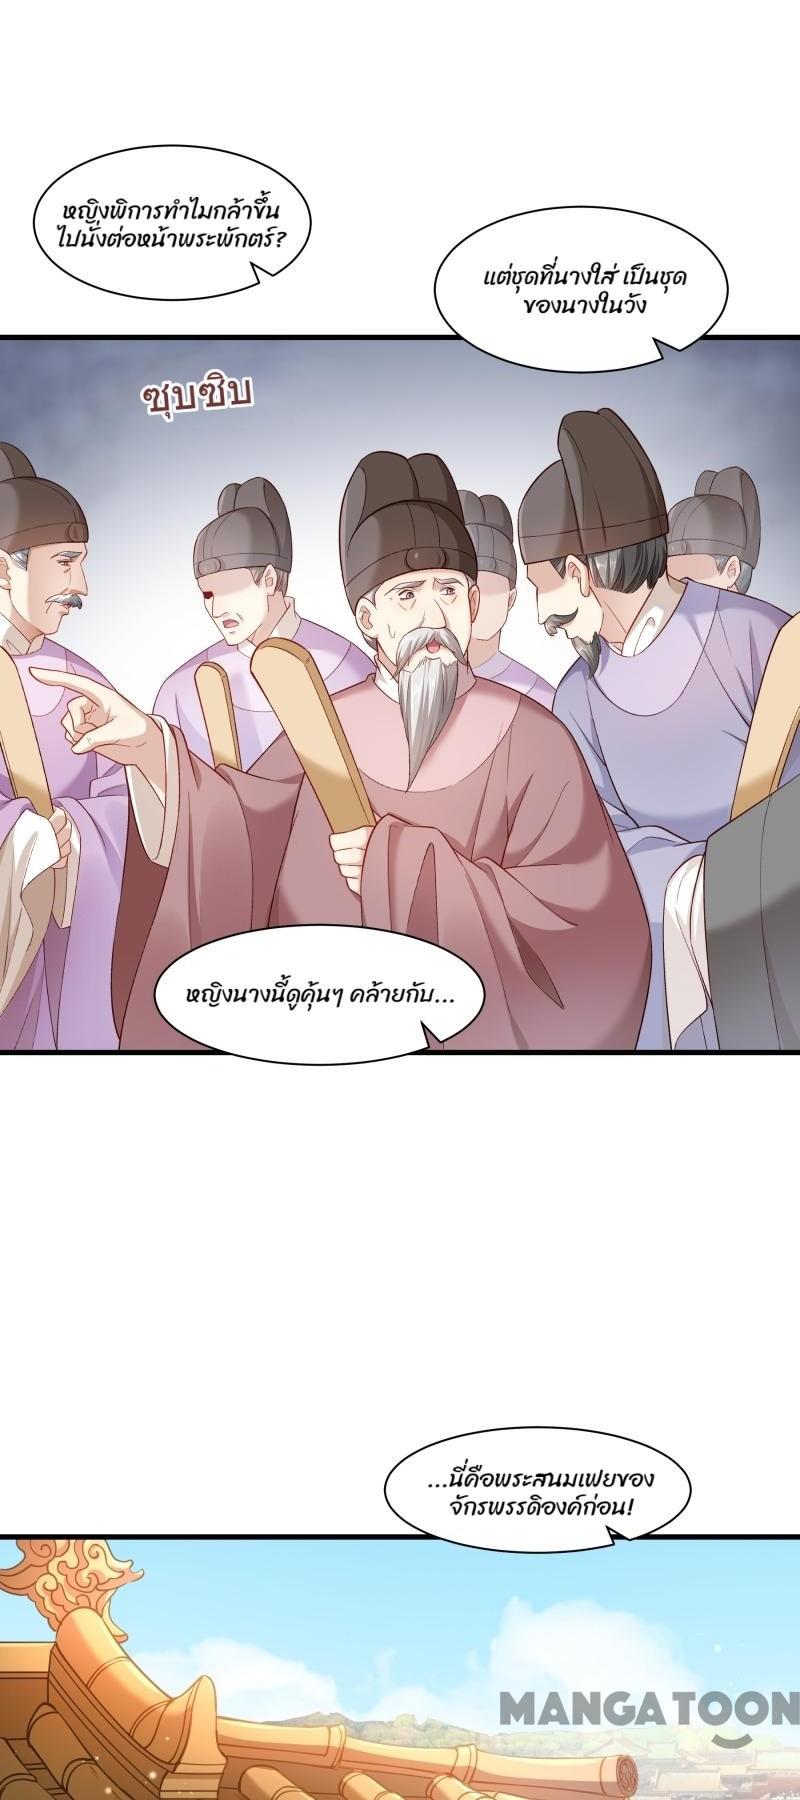 หญิงพิการทำไมกล้าขึ้น
ไปนั่งต่อหน้าพระพักตร์?
แต่ชุดที่นางใส่ เป็นชุด
ของนางในวัง
ซุบซิบ
หญิงนางนี้ดูคุ้นๆ คล้ายกับ...
...นี่คือพระสนมเฟยของ
จักรพรรดิองค์ก่อน!
MANGATOON